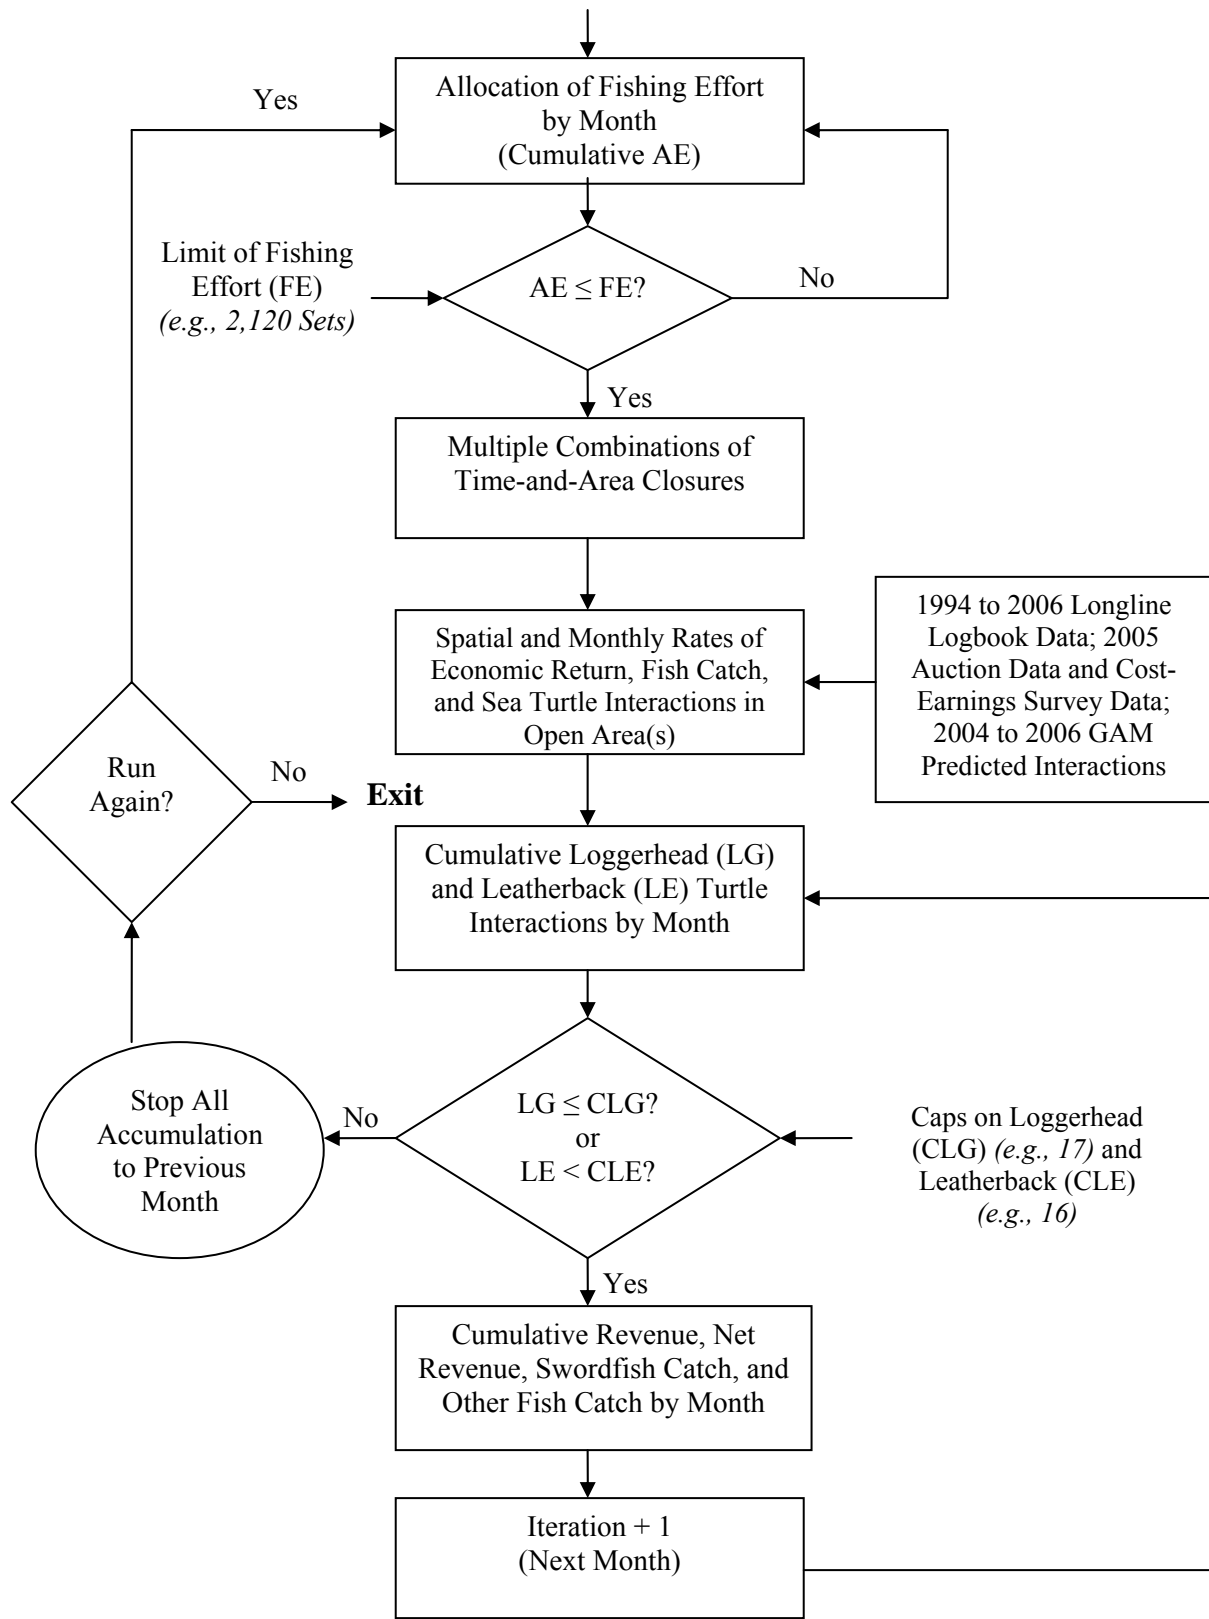 Allocation of Fishing Effort
by Month
(Cumulative AE)
Yes
Limit of Fishing
Effort (FE)
(e.g., 2,120 Sets)
AE ≤ FE?
No
Yes
Multiple Combinations of
Time-and-Area Closures
Spatial and Monthly Rates of
Economic Return, Fish Catch,
and Sea Turtle Interactions in
Open Area(s)
1994 to 2006 Longline
Logbook Data; 2005
Auction Data and Cost-
Earnings Survey Data;
2004 to 2006 GAM
Predicted Interactions
Run
Again?
No
Exit
Cumulative Loggerhead (LG)
and Leatherback (LE) Turtle
Interactions by Month
Stop All
Accumulation
to Previous
Month
No
LG ≤ CLG?
or
LE < CLE?
Caps on Loggerhead
(CLG) (e.g., 17) and
Leatherback (CLE)
(e.g., 16)
Yes
Cumulative Revenue, Net
Revenue, Swordfish Catch, and
Other Fish Catch by Month
Iteration + 1
(Next Month)